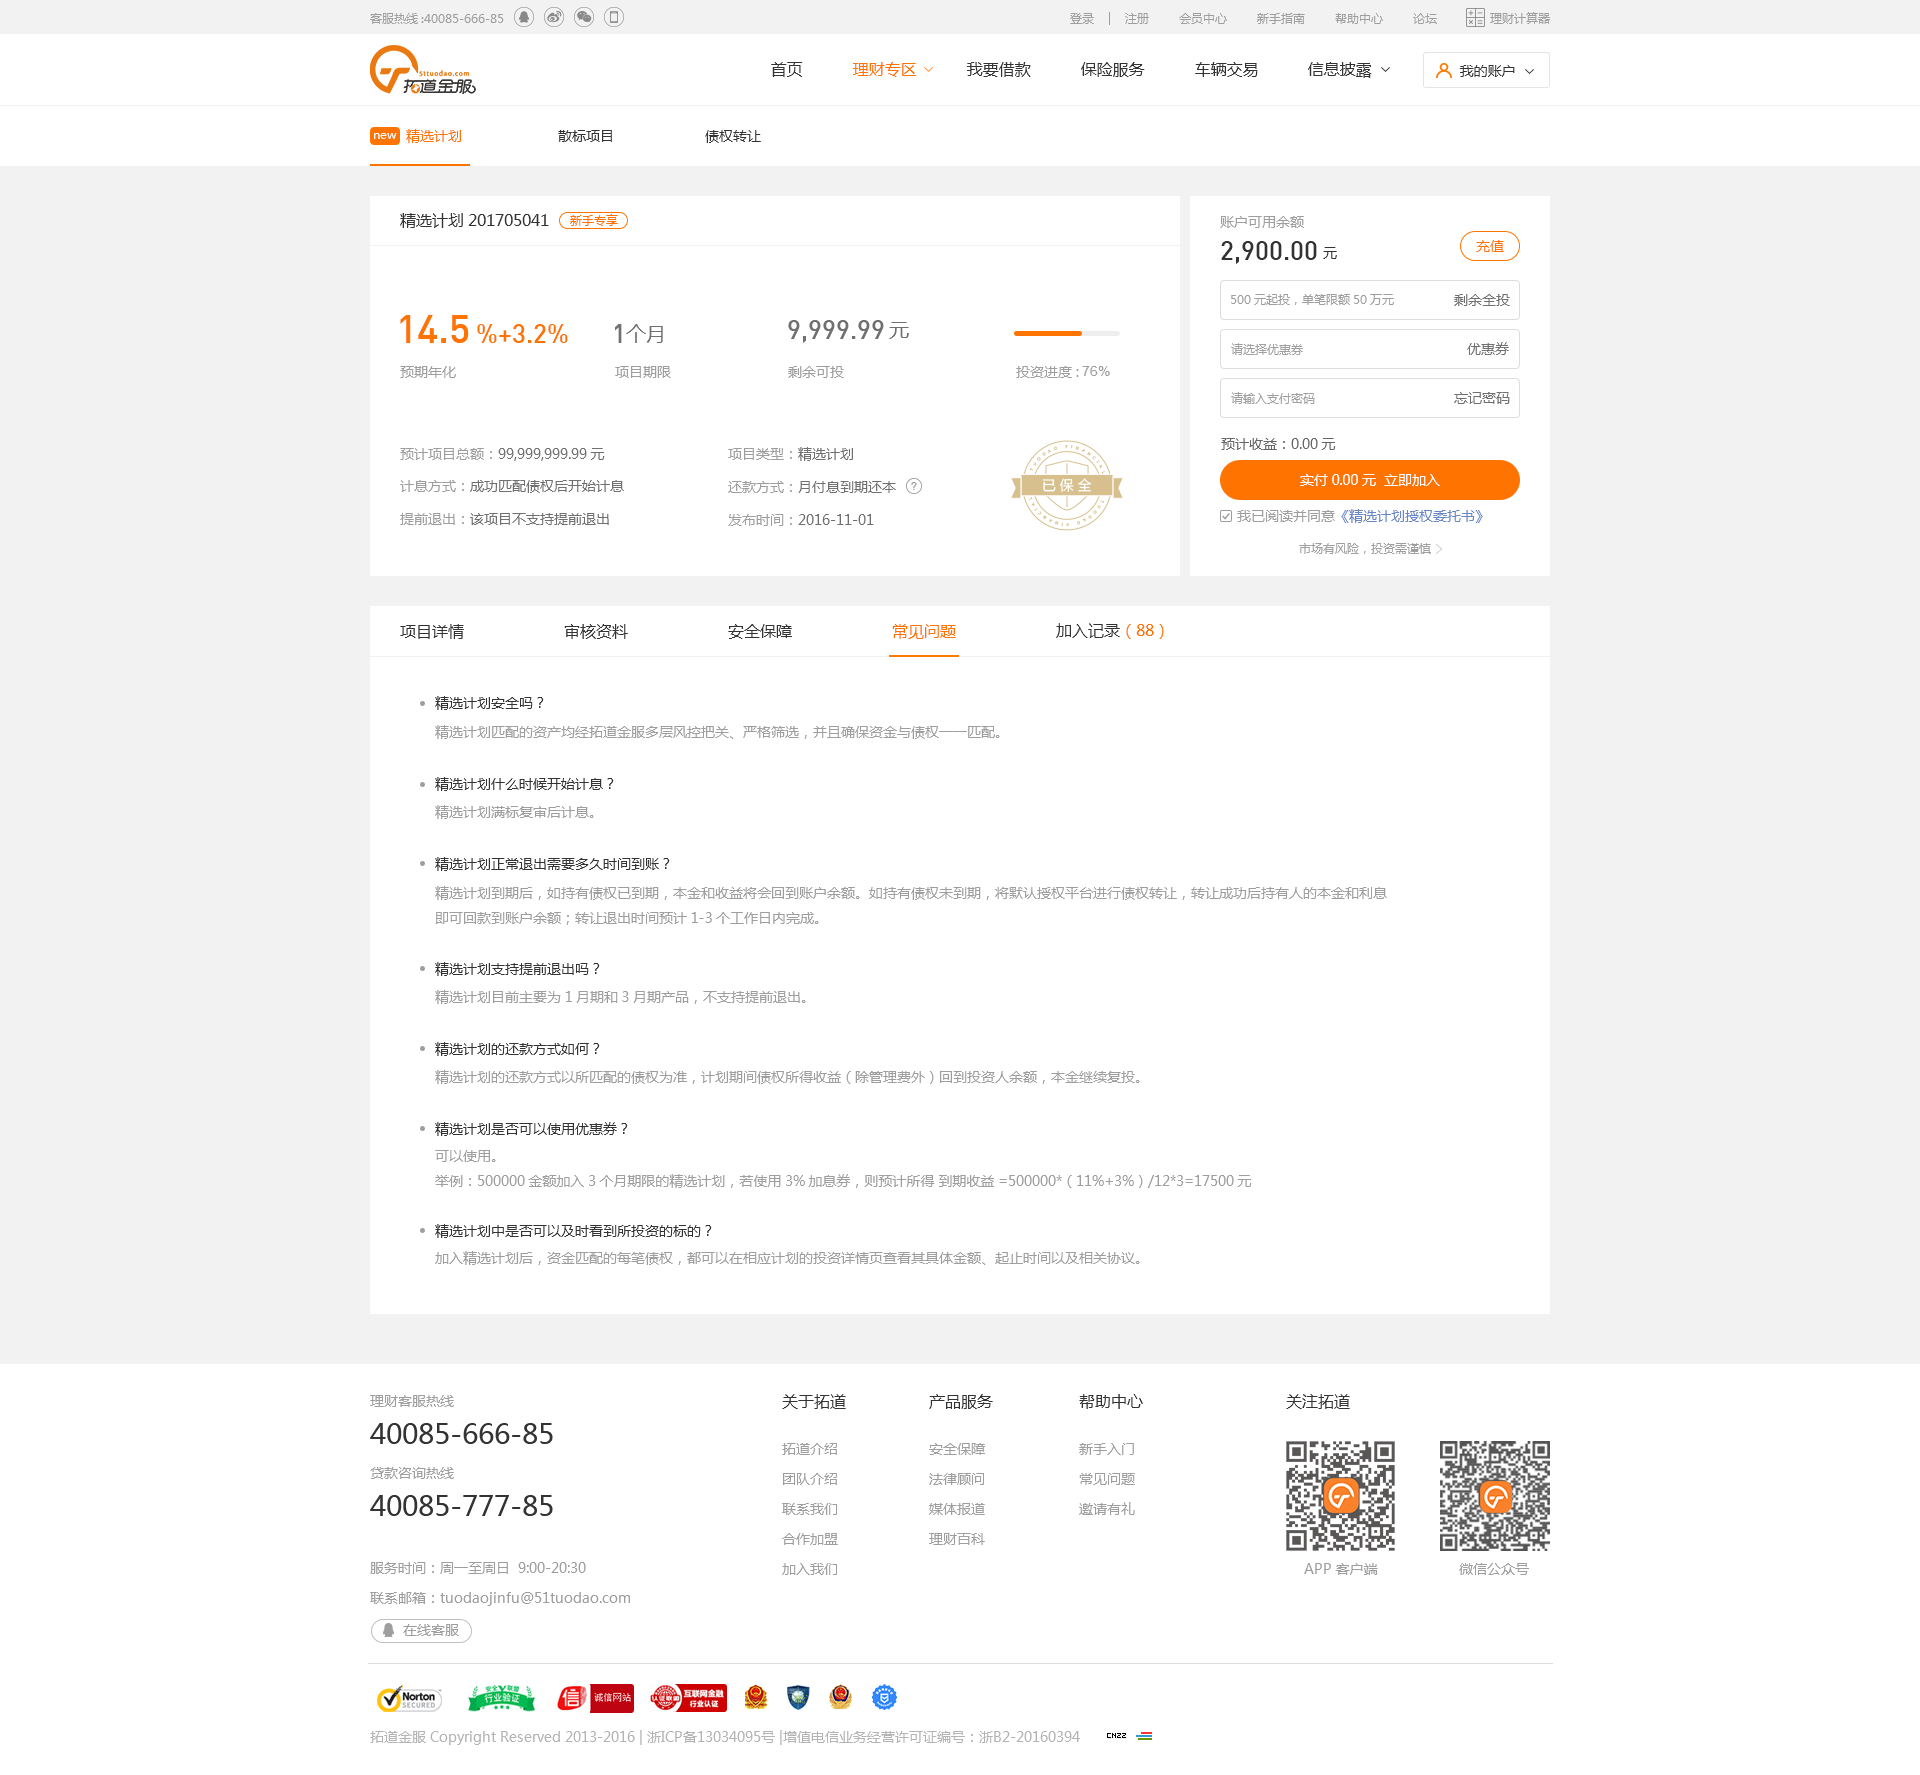 客服热线 :40085-666-85
登录 | 注册 会员中心 新手指南 帮助中心 论坛 理财计算器
51tuodao.com
拓道金服
首页 理财专区 我要借款 保险服务 车辆交易 信息披露 我的账户
new 精选计划 散标项目 债权转让
精选计划 201705041 新手专享
14.5 %+3.2% 1个月 9,999.99 元
预期年化 项目期限 剩余可投 投资进度 : 76%
预计项目总额：99,999,999.99 元 项目类型：精选计划
计息方式：成功匹配债权后开始计息 还款方式：月付息到期还本 ?
提前退出：该项目不支持提前退出 发布时间：2016-11-01
已保全
账户可用余额
2,900.00 元 充值
500 元起投，单笔限额 50 万元 剩余全投
请选择优惠券 优惠券
请输入支付密码 忘记密码
预计收益：0.00 元
实付 0.00 元 立即加入
我已阅读并同意《精选计划授权委托书》
市场有风险，投资需谨慎
项目详情 审核资料 安全保障 常见问题 加入记录（ 88 ）
精选计划安全吗？
精选计划匹配的资产均经拓道金服多层风控把关、严格筛选，并且确保资金与债权一一匹配。
精选计划什么时候开始计息？
精选计划满标复审后计息。
精选计划正常退出需要多久时间到账？
精选计划到期后，如持有债权已到期，本金和收益将会回到账户余额。如持有债权未到期，将默认授权平台进行债权转让，转让成功后持有人的本金和利息
即可回款到账户余额；转让退出时间预计 1-3 个工作日内完成。
精选计划支持提前退出吗？
精选计划目前主要为 1 月期和 3 月期产品，不支持提前退出。
精选计划的还款方式如何？
精选计划的还款方式以所匹配的债权为准，计划期间债权所得收益（除管理费外）回到投资人余额，本金继续复投。
精选计划是否可以使用优惠券？
可以使用。
举例：500000 金额加入 3 个月期限的精选计划，若使用 3% 加息券，则预计所得 到期收益 =500000*（ 11%+3% ）/12*3=17500 元
精选计划中是否可以及时看到所投资的标的？
加入精选计划后，资金匹配的每笔债权，都可以在相应计划的投资详情页查看其具体金额、起止时间以及相关协议。
理财客服热线
40085-666-85
贷款咨询热线
40085-777-85
服务时间：周一至周日 9:00-20:30
联系邮箱：tuodaojinfu@51tuodao.com
在线客服
关于拓道
拓道介绍
团队介绍
联系我们
合作加盟
加入我们
产品服务
安全保障
法律顾问
媒体报道
理财百科
帮助中心
新手入门
常见问题
邀请有礼
关注拓道
APP 客户端 微信公众号
Norton SECURED
安全联盟 行业验证
信 诚信网站
互联网金融 行业认证
拓道金服 Copyright Reserved 2013-2016 | 浙ICP备13034095号 |增值电信业务经营许可证编号：浙B2-20160394 CNZZ